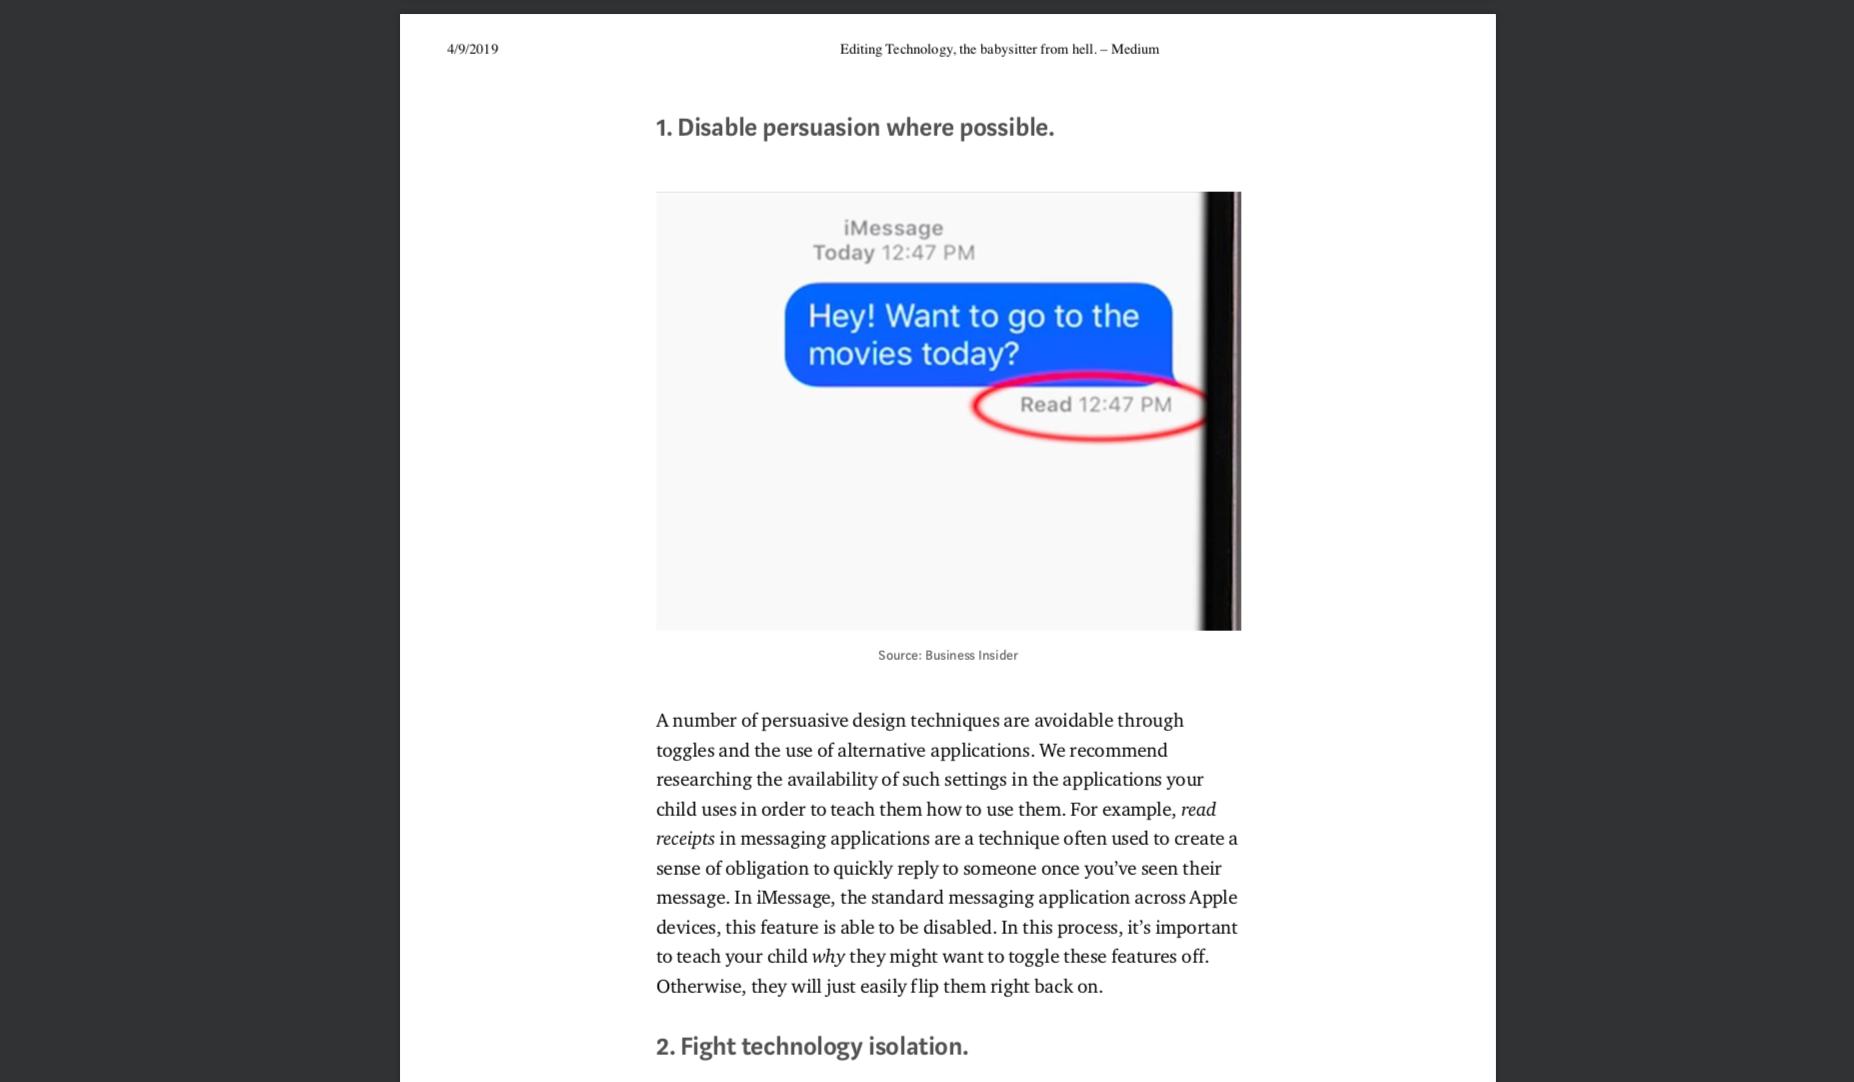 4/9/2019
Editing Technology, the babysitter from hell. – Medium
1. Disable persuasion where possible.
iMessage
Today 12:47 PM
Hey! Want to go to the
movies today?
Read 12:47 PM
Source: Business Insider
A number of persuasive design techniques are avoidable through
toggles and the use of alternative applications. We recommend
researching the availability of such settings in the applications your
child uses in order to teach them how to use them. For example, read
receipts in messaging applications are a technique often used to create a
sense of obligation to quickly reply to someone once you’ve seen their
message. In iMessage, the standard messaging application across Apple
devices, this feature is able to be disabled. In this process, it’s important
to teach your child why they might want to toggle these features off.
Otherwise, they will just easily flip them right back on.
2. Fight technology isolation.